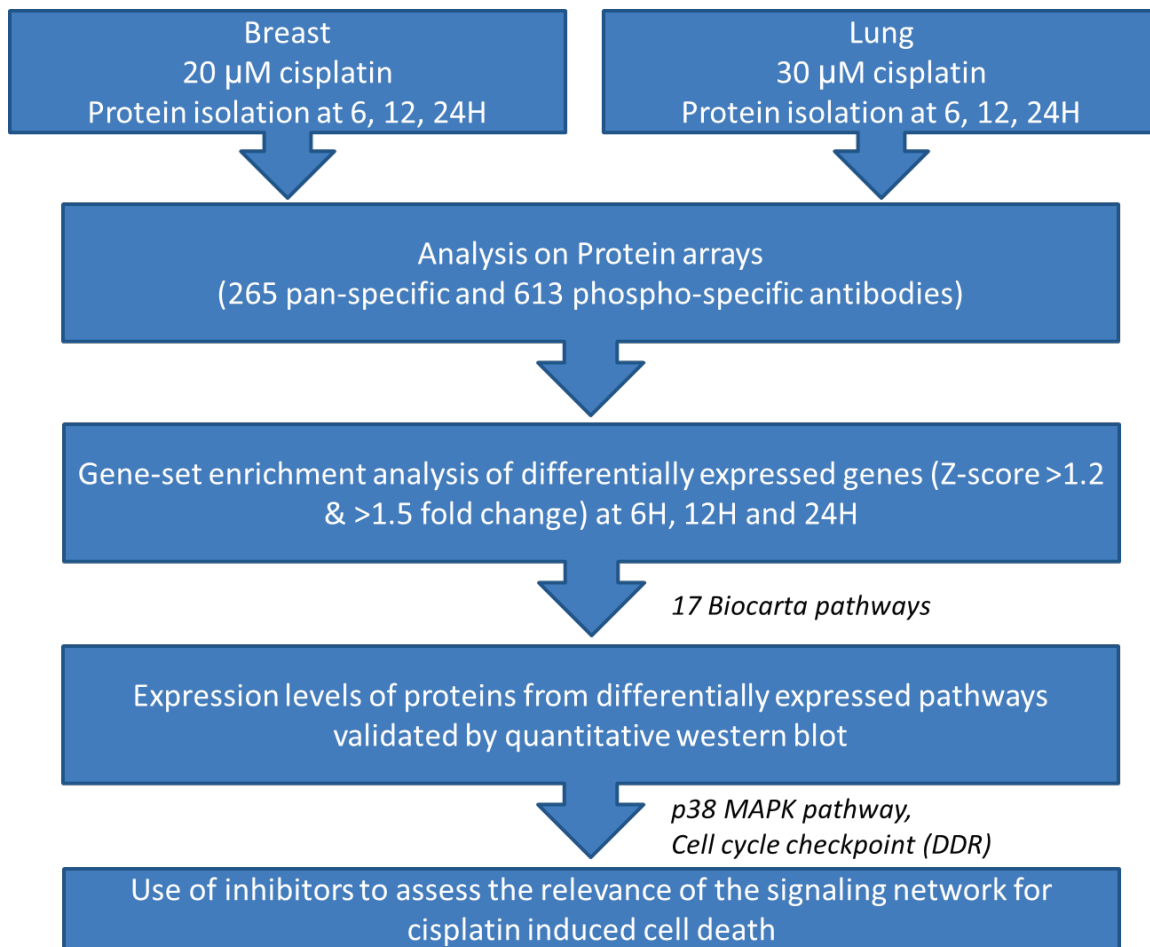 Breast
20 µM cisplatin
Protein isolation at 6, 12, 24H
Lung
30 µM cisplatin
Protein isolation at 6, 12, 24H
Analysis on Protein arrays
(265 pan-specific and 613 phospho-specific antibodies)
Gene-set enrichment analysis of differentially expressed genes (Z-score >1.2
& >1.5 fold change) at 6H, 12H and 24H
17 Biocarta pathways
Expression levels of proteins from differentially expressed pathways
validated by quantitative western blot
p38 MAPK pathway,
Cell cycle checkpoint (DDR)
Use of inhibitors to assess the relevance of the signaling network for
cisplatin induced cell death